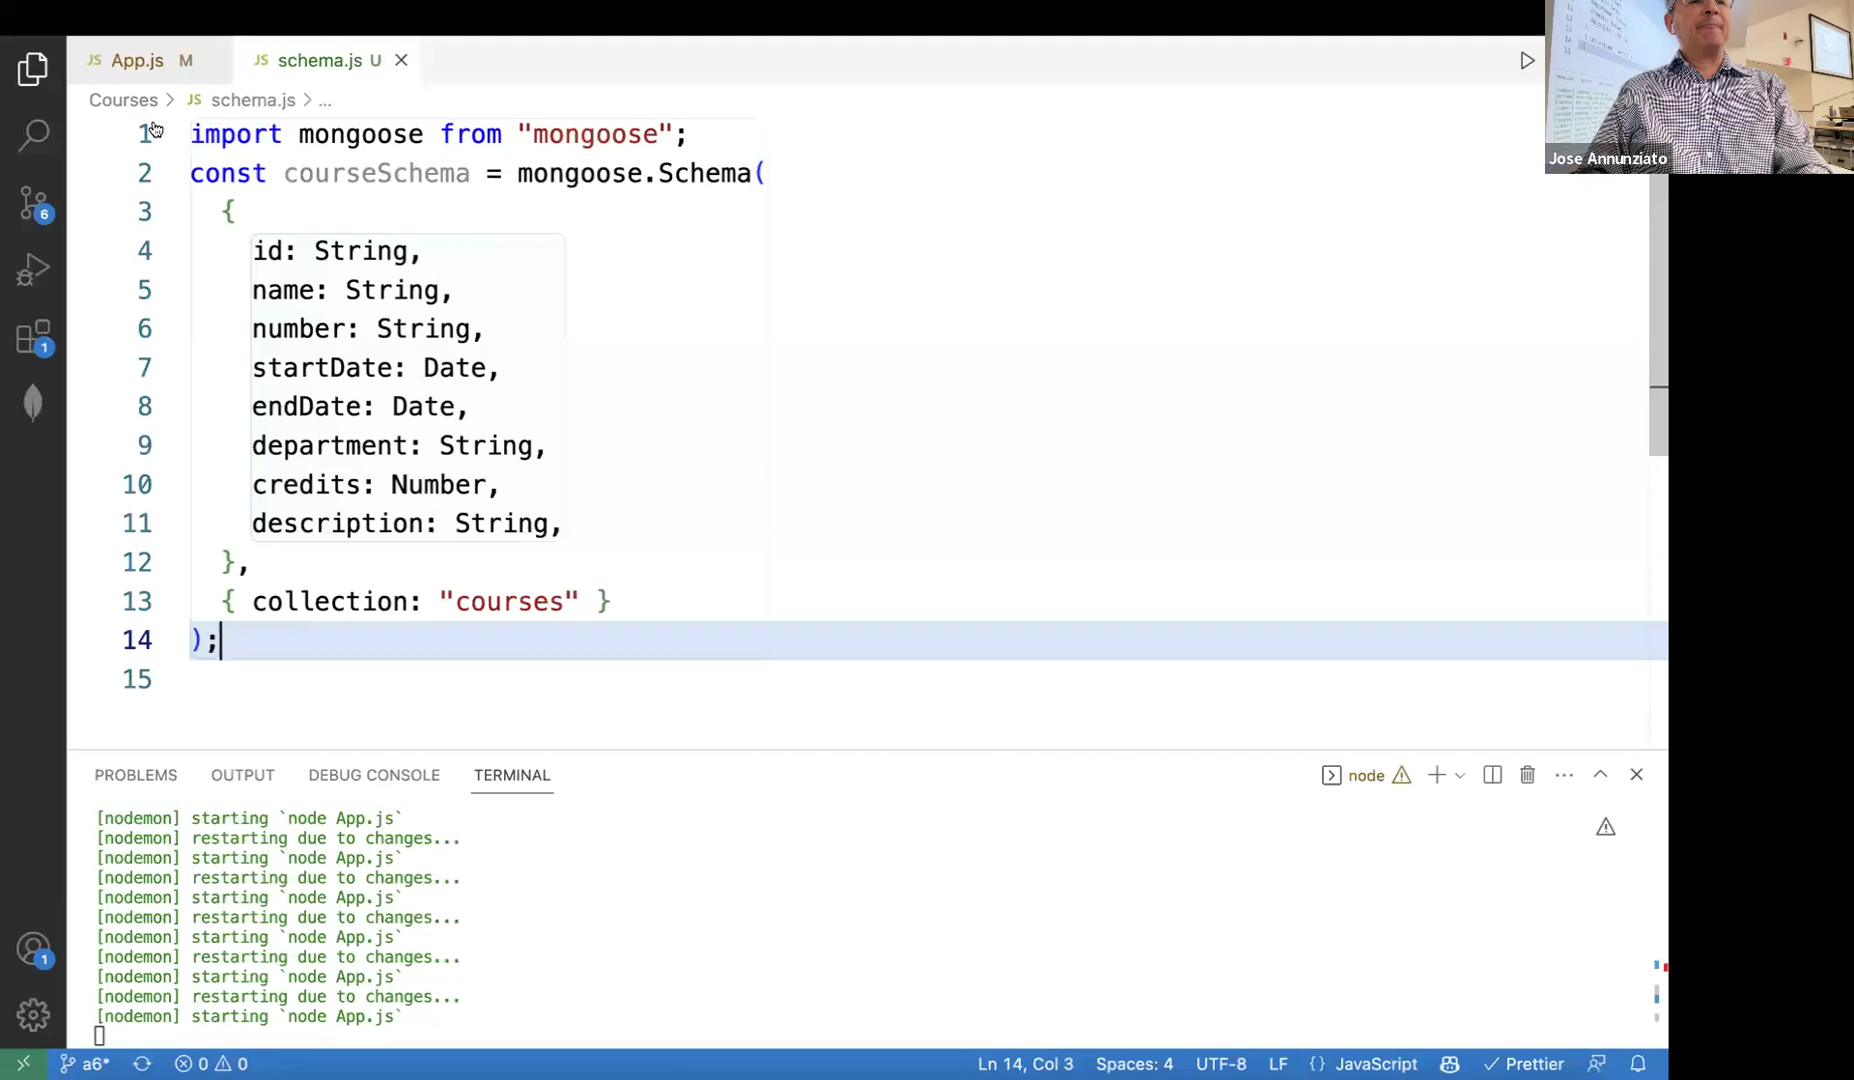 JS App.js M
JS schema.js U
Courses > JS schema.js > ...
1 import mongoose from "mongoose";
2 const courseSchema = mongoose.Schema(
3 {
4 id: String,
5 name: String,
6 number: String,
7 startDate: Date,
8 endDate: Date,
9 department: String,
10 credits: Number,
11 description: String,
12 },
13 { collection: "courses" }
14 );
15
Jose Annunziato
6
1
1
PROBLEMS OUTPUT DEBUG CONSOLE TERMINAL
node
[nodemon] starting `node App.js`
[nodemon] restarting due to changes...
[nodemon] starting `node App.js`
[nodemon] restarting due to changes...
[nodemon] starting `node App.js`
[nodemon] restarting due to changes...
[nodemon] starting `node App.js`
[nodemon] restarting due to changes...
[nodemon] starting `node App.js`
[nodemon] restarting due to changes...
[nodemon] starting `node App.js`
a6* 0 0 Ln 14, Col 3 Spaces: 4 UTF-8 LF {} JavaScript Prettier